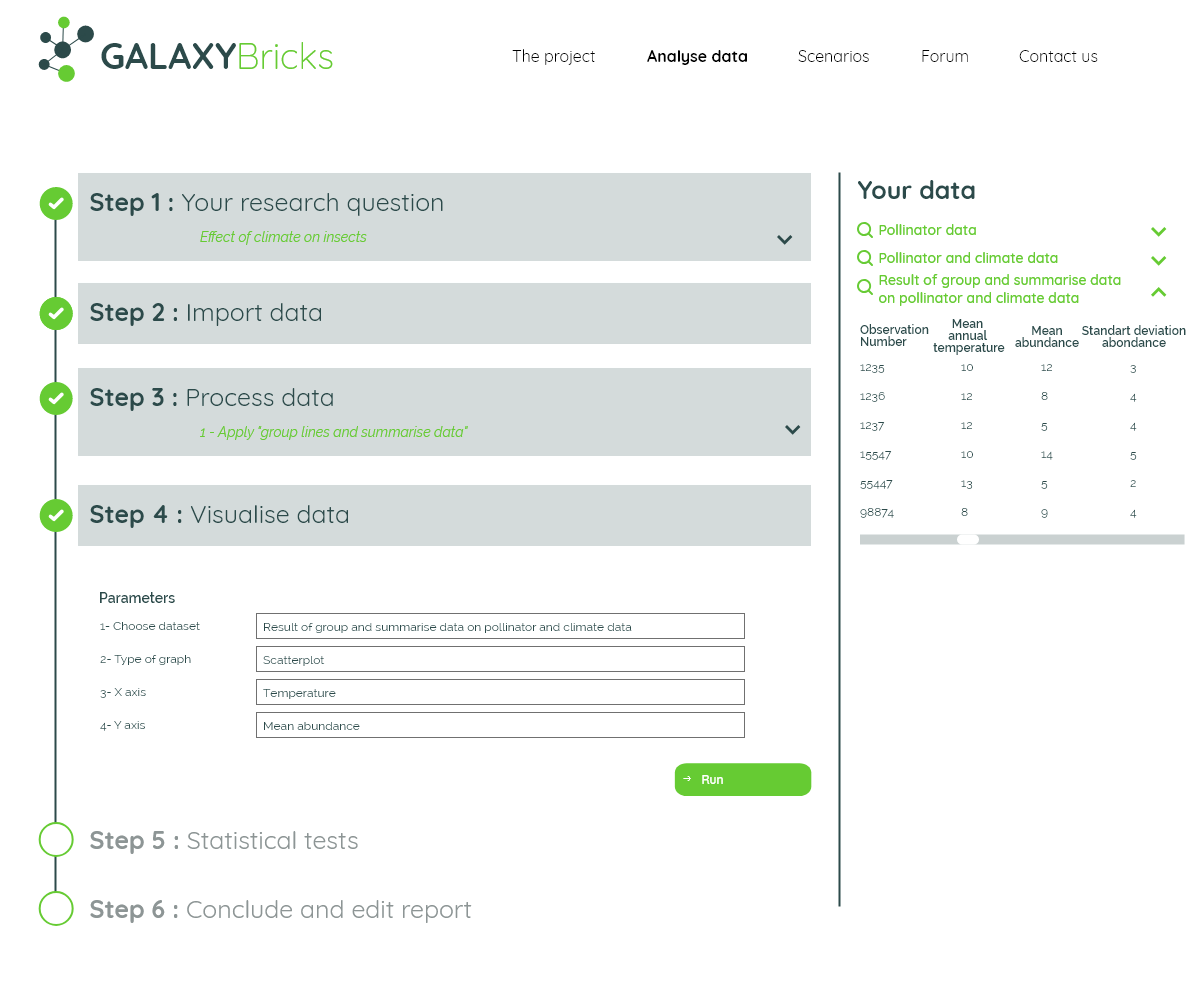 GALAXYBricks
The project Analyse data Scenarios Forum Contact us
Step 1 : Your research question
Effect of climate on insects
Step 2 : Import data
Step 3 : Process data
1 - Apply "group lines and summarise data"
Step 4 : Visualise data
Parameters
1- Choose dataset Result of group and summarise data on pollinator and climate data
2- Type of graph Scatterplot
3- X axis Temperature
4- Y axis Mean abundance
Run
Step 5 : Statistical tests
Step 6 : Conclude and edit report
Your data
Pollinator data
Pollinator and climate data
Result of group and summarise data
on pollinator and climate data
Observation Number Mean annual temperature Mean abundance Standart deviation abondance
1235 10 12 3
1236 12 8 4
1237 12 5 4
15547 10 14 5
55447 13 5 2
98874 8 9 4